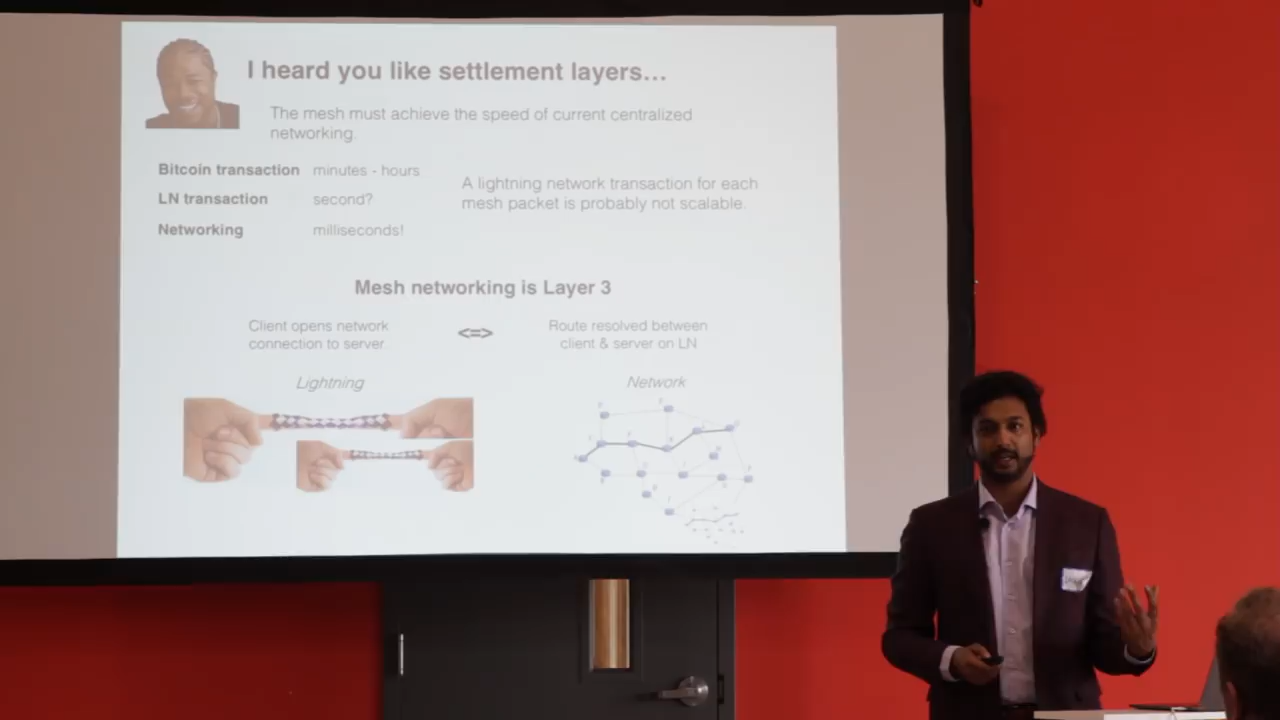 I heard you like settlement layers...
The mesh must achieve the speed of current centralized
networking.
Bitcoin transaction minutes - hours
LN transaction second?
Networking milliseconds!
A lightning network transaction for each
mesh packet is probably not scalable.
Mesh networking is Layer 3
Client opens network
connection to server
<=>
Route resolved between
client & server on LN
Lightning
Network